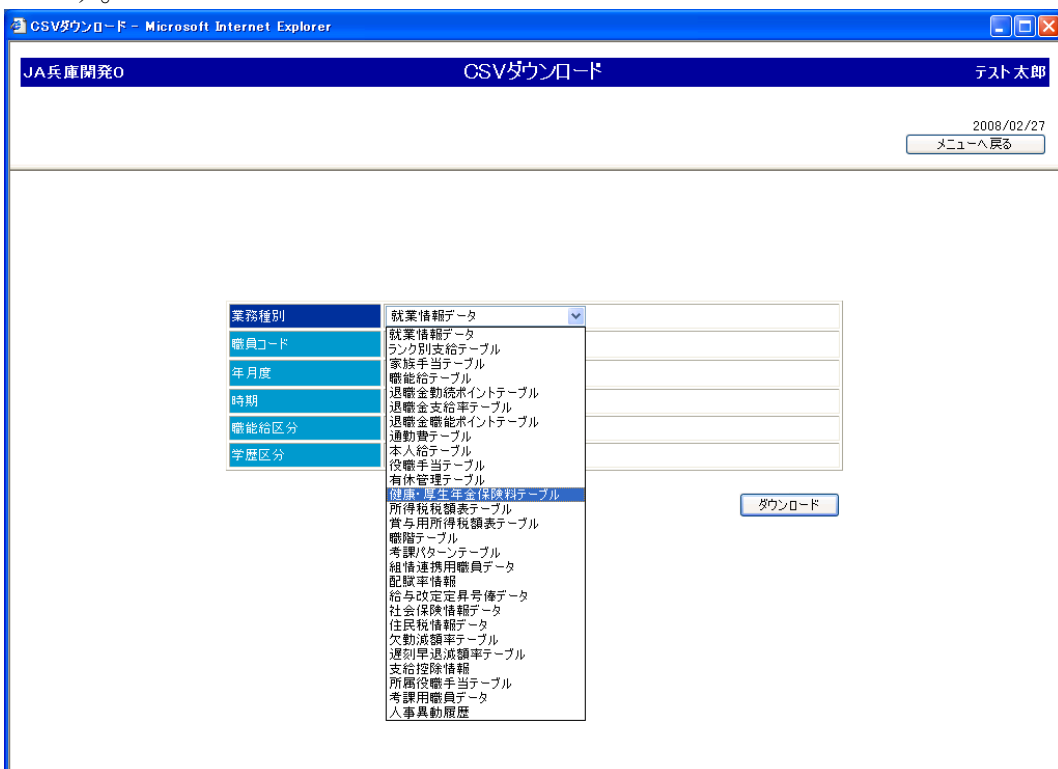 CSVダウンロード - Microsoft Internet Explorer
JA兵庫開発0 CSVダウンロード テスト太郎
2008/02/27
メニューへ戻る
業務種別 就業情報データ
職員コード
年月度
時期
職能給区分
学歴区分
就業情報データ
ランク別支給テーブル
家族手当テーブル
職能給テーブル
退職金勤続ポイントテーブル
退職金支給率テーブル
退職金職能ポイントテーブル
通勤費テーブル
本人給テーブル
役職手当テーブル
有休管理テーブル
健康・厚生年金保険料テーブル
所得税税額表テーブル
賞与用所得税額表テーブル
職階テーブル
考課パターンテーブル
組情連携用職員データ
配賦率情報
給与改定定昇号俸データ
社会保険情報データ
住民税情報データ
欠勤減額率テーブル
遅刻早退減額率テーブル
支給控除情報
所属役職手当テーブル
考課用職員データ
人事異動履歴
ダウンロード